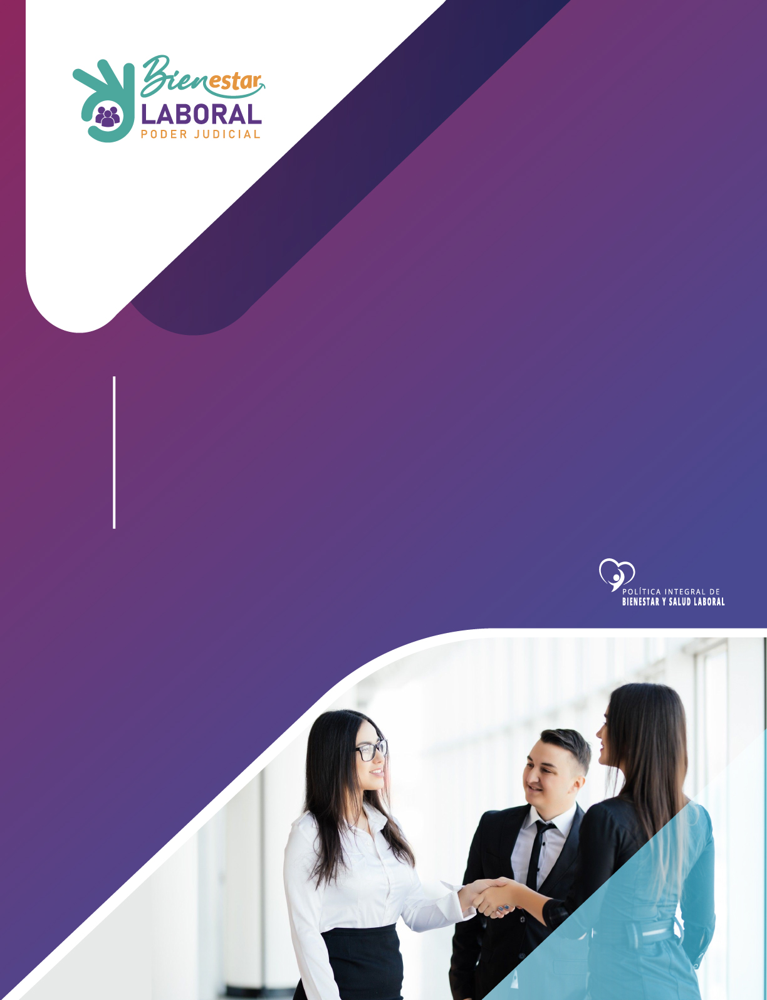 Bienestar
LABORAL
PODER JUDICIAL
POLÍTICA INTEGRAL DE
BIENESTAR Y SALUD LABORAL